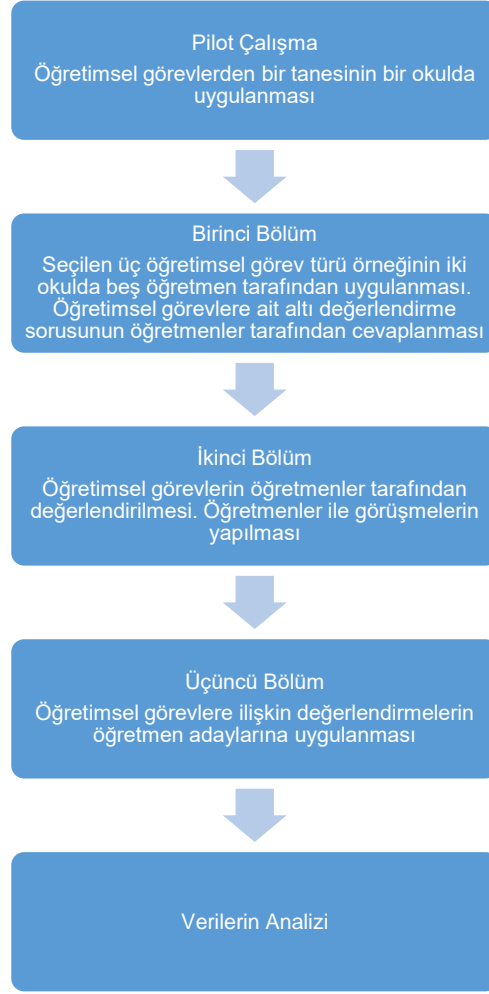 Pilot Çalışma
Öğretimsel görevlerden bir tanesinin bir okulda
uygulanması
Birinci Bölüm
Seçilen üç öğretimsel görev türü örneğinin iki
okulda beş öğretmen tarafından uygulanması.
Öğretimsel görevlere ait altı değerlendirme
sorusunun öğretmenler tarafından cevaplanması
İkinci Bölüm
Öğretimsel görevlerin öğretmenler tarafından
değerlendirilmesi. Öğretmenler ile görüşmelerin
yapılması
Üçüncü Bölüm
Öğretimsel görevlere ilişkin değerlendirmelerin
öğretmen adaylarına uygulanması
Verilerin Analizi